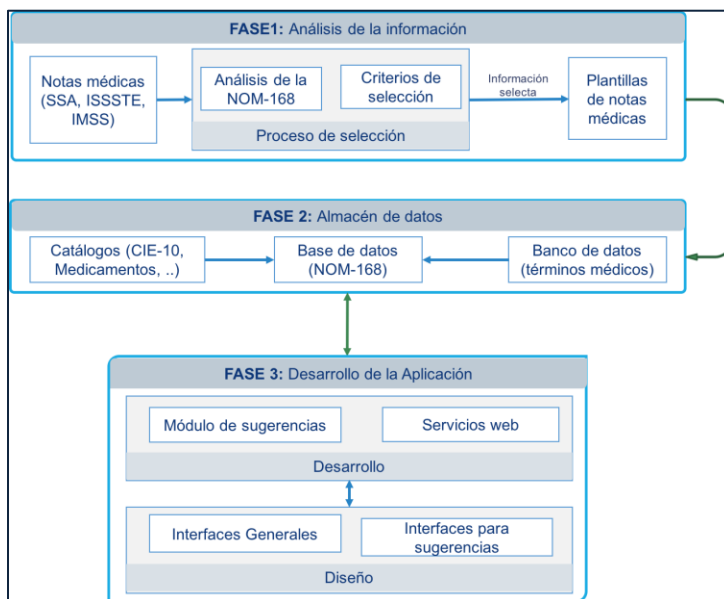 FASE1: Análisis de la información
Notas médicas
(SSA, ISSSTE,
IMSS)
Análisis de la
NOM-168
Criterios de
selección
Proceso de selección
Información
selecta
Plantillas
de notas
médicas
FASE 2: Almacén de datos
Catálogos (CIE-10,
Medicamentos, ..)
Base de datos
(NOM-168)
Banco de datos
(términos médicos)
FASE 3: Desarrollo de la Aplicación
Módulo de sugerencias
Servicios web
Desarrollo
Interfaces Generales
Interfaces para
sugerencias
Diseño